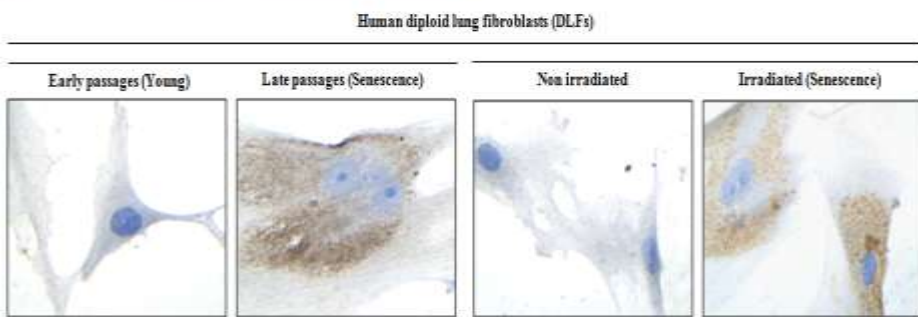 Human diploid lung fibroblasts (DLFs)
Early passages (Young)
Late passages (Senescence)
Non irradiated
Irradiated (Senescence)